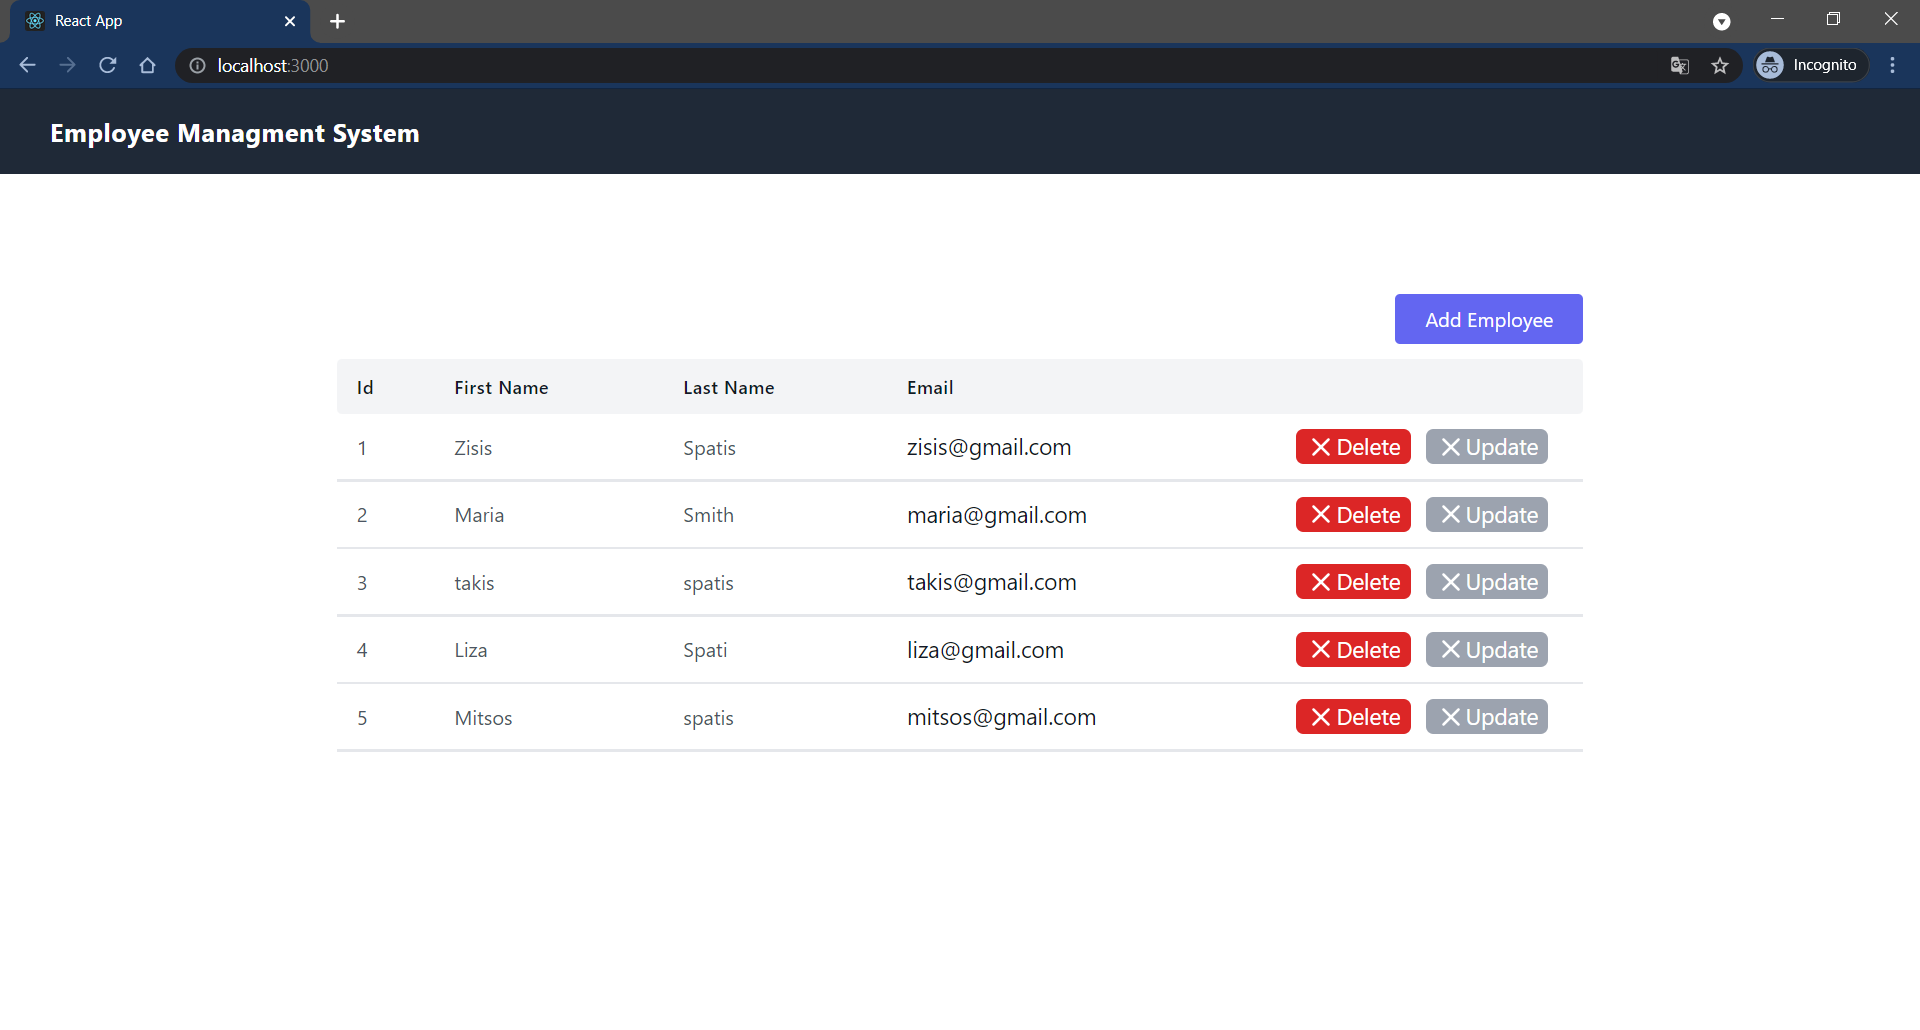 React App
localhost:3000
Incognito
Employee Managment System
Add Employee
Id First Name Last Name Email
1 Zisis Spatis zisis@gmail.com Delete Update
2 Maria Smith maria@gmail.com Delete Update
3 takis spatis takis@gmail.com Delete Update
4 Liza Spati liza@gmail.com Delete Update
5 Mitsos spatis mitsos@gmail.com Delete Update